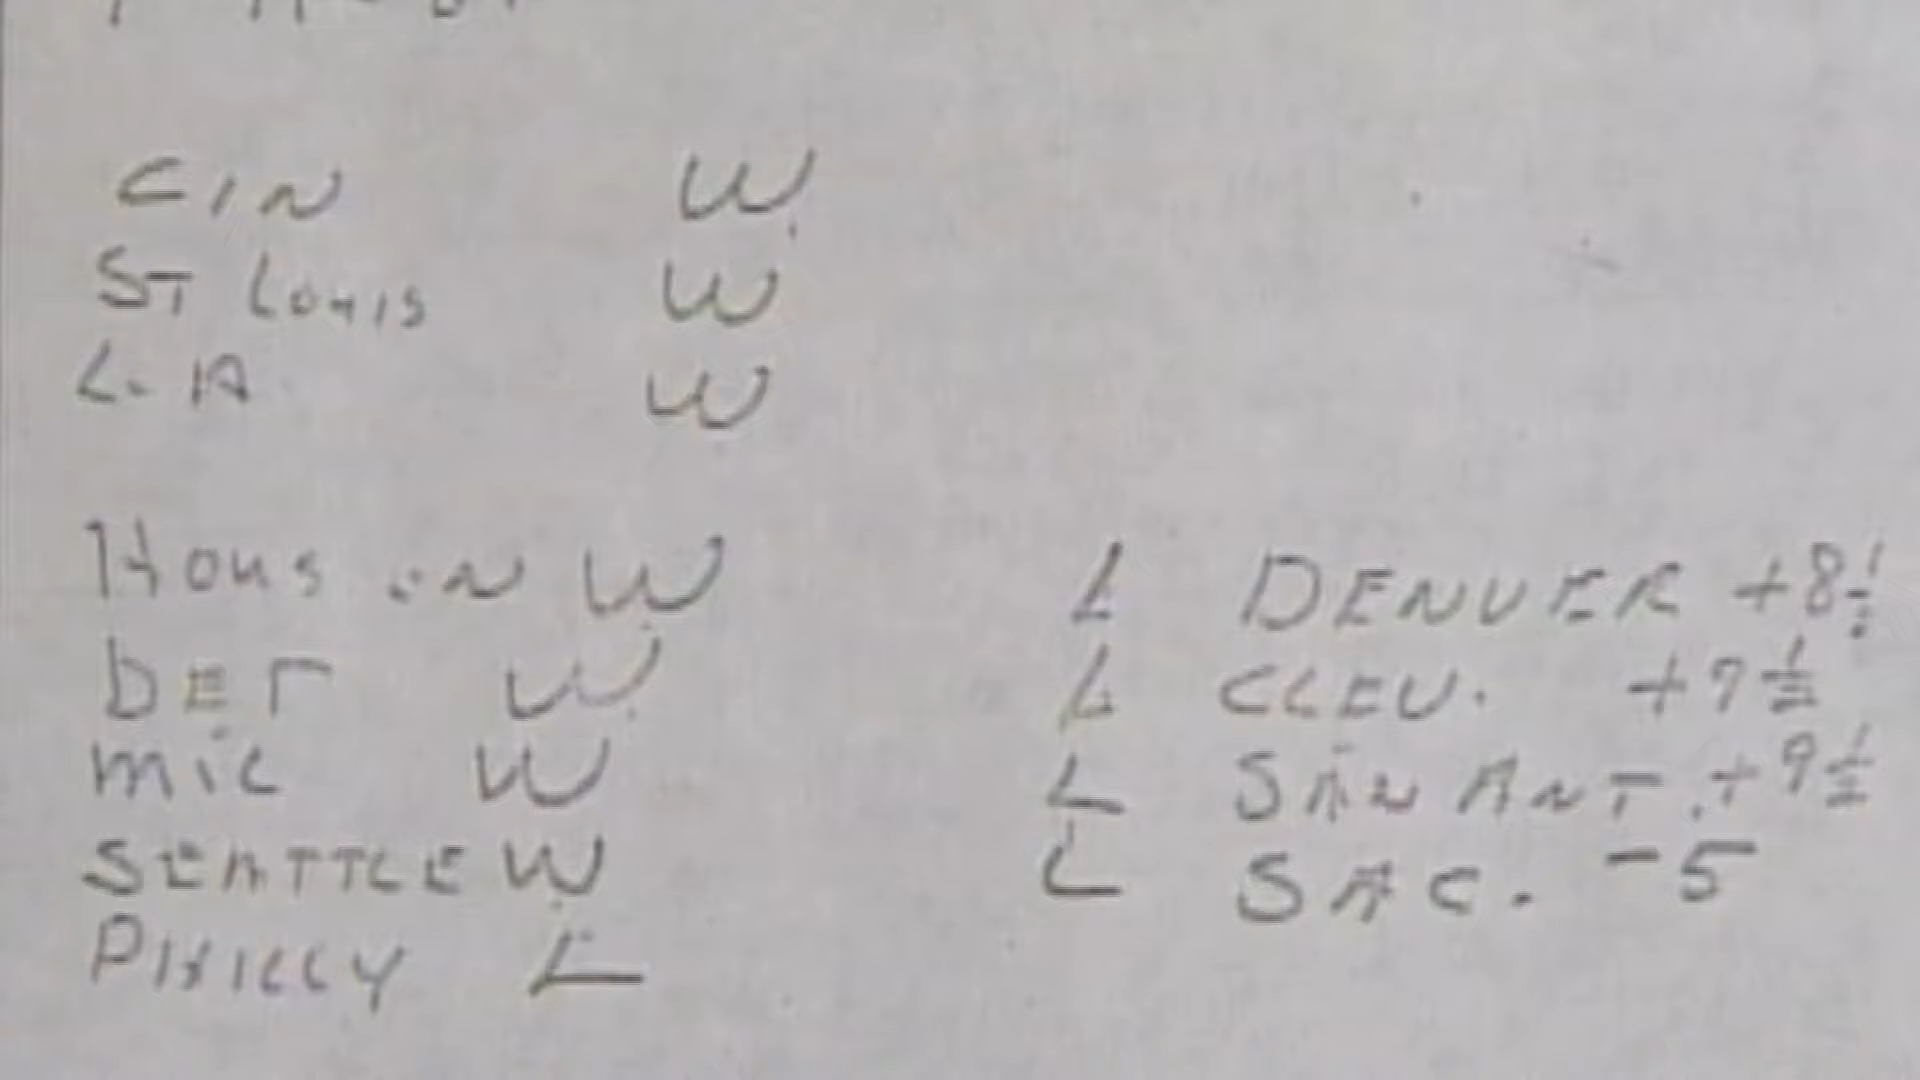 CIN W
ST LOUIS W
L.A W
HOUS W L DENVER +8½
DET W L CLEV. +7½
MIL W L SAN ANT. +9½
SEATTLE W L SAC. -5
PHILLY L